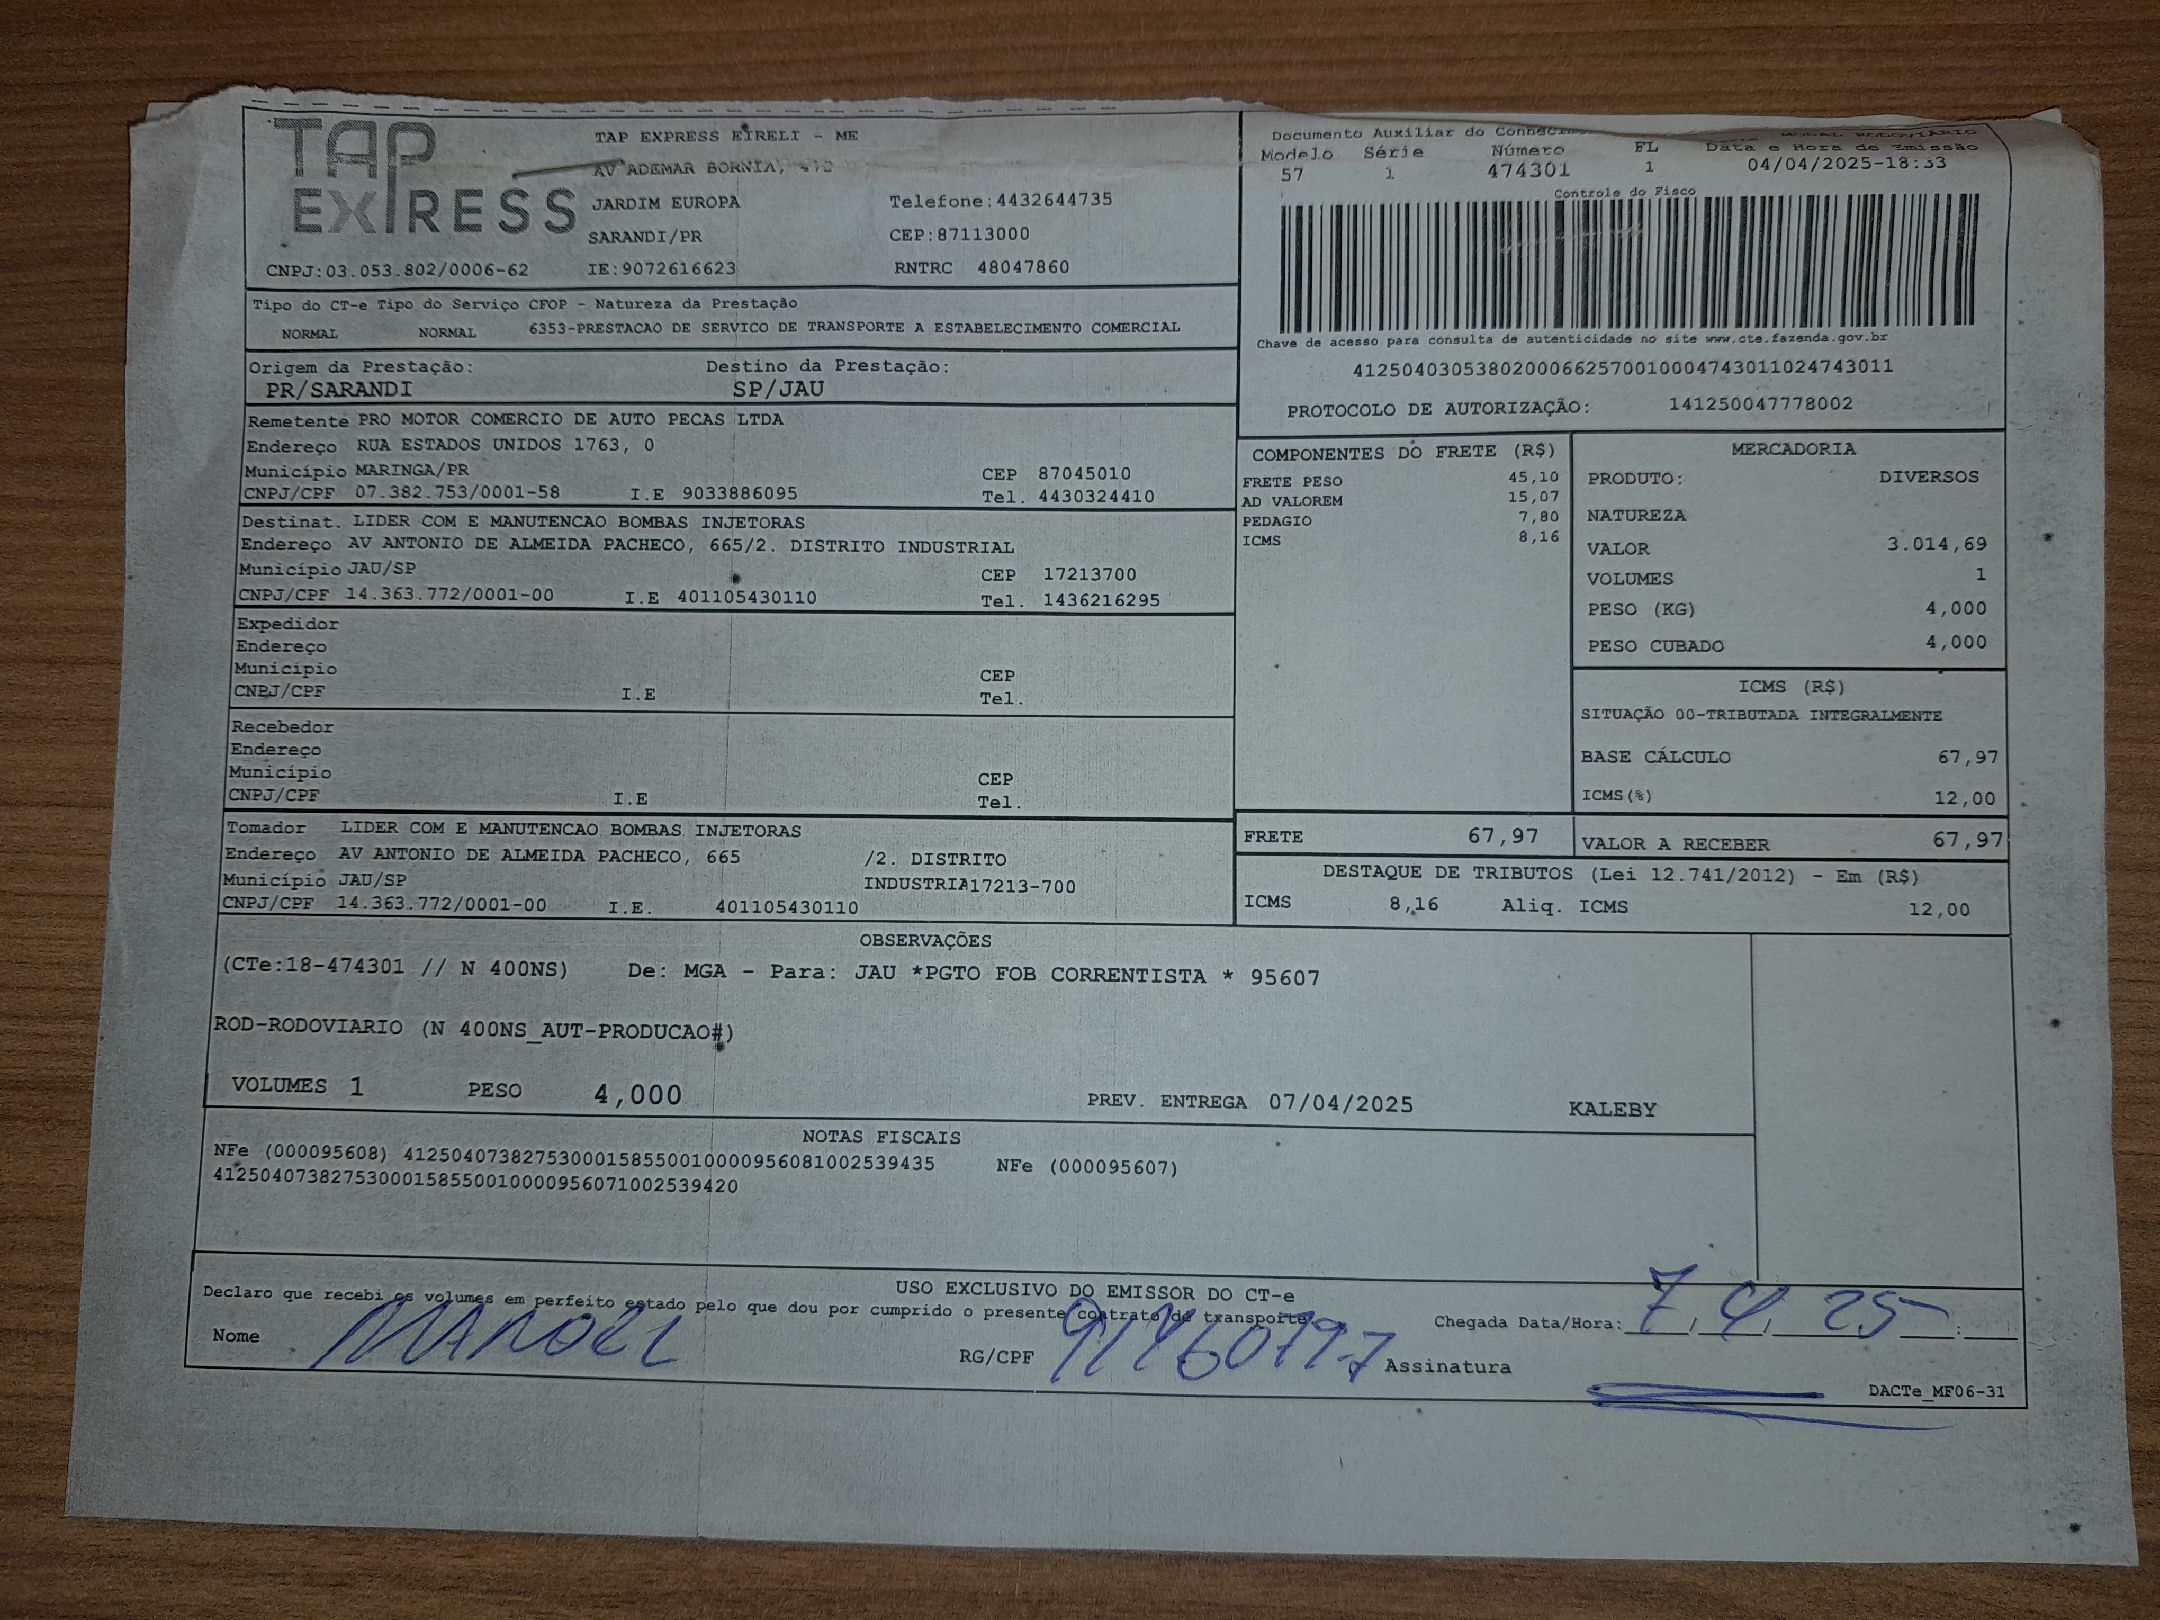 TAP EXPRESS
TAP EXPRESS EIRELI - ME
AV ADEMAR BORNIA,
JARDIM EUROPA Telefone:4432644735
SARANDI/PR CEP:87113000
CNPJ:03.053.802/0006-62 IE:9072616623 RNTRC 48047860
Documento Auxiliar do
Modelo Série Número FL Data e Hora de Emissão
57 1 474301 1 04/04/2025-18:33
Controle do Fisco
Chave de acesso para consulta de autenticidade no site www.cte.fazenda.gov.br
41250403053802000662570010004743011024743011
PROTOCOLO DE AUTORIZAÇÃO: 141250047778002
Tipo do CT-e Tipo do Serviço CFOP - Natureza da Prestação
NORMAL NORMAL 6353-PRESTACAO DE SERVICO DE TRANSPORTE A ESTABELECIMENTO COMERCIAL
Origem da Prestação: Destino da Prestação:
PR/SARANDI SP/JAU
Remetente PRO MOTOR COMERCIO DE AUTO PECAS LTDA
Endereço RUA ESTADOS UNIDOS 1763, 0
Município MARINGA/PR CEP 87045010
CNPJ/CPF 07.382.753/0001-58 I.E 9033886095 Tel. 4430324410
Destinat. LIDER COM E MANUTENCAO BOMBAS INJETORAS
Endereço AV ANTONIO DE ALMEIDA PACHECO, 665/2. DISTRITO INDUSTRIAL
Município JAU/SP CEP 17213700
CNPJ/CPF 14.363.772/0001-00 I.E 401105430110 Tel. 1436216295
Expedidor
Endereço
Município CEP
CNPJ/CPF I.E Tel.
Recebedor
Endereço
Município CEP
CNPJ/CPF I.E Tel.
Tomador LIDER COM E MANUTENCAO BOMBAS INJETORAS
Endereço AV ANTONIO DE ALMEIDA PACHECO, 665 /2. DISTRITO
Município JAU/SP INDUSTRIA17213-700
CNPJ/CPF 14.363.772/0001-00 I.E. 401105430110
COMPONENTES DO FRETE (R$)
FRETE PESO 45,10
AD VALOREM 15,07
PEDAGIO 7,80
ICMS 8,16
MERCADORIA
PRODUTO: DIVERSOS
NATUREZA
VALOR 3.014,69
VOLUMES 1
PESO (KG) 4,000
PESO CUBADO 4,000
ICMS (R$)
SITUAÇÃO 00-TRIBUTADA INTEGRALMENTE
BASE CÁLCULO 67,97
ICMS(%) 12,00
FRETE 67,97 VALOR A RECEBER 67,97
DESTAQUE DE TRIBUTOS (Lei 12.741/2012) - Em (R$)
ICMS 8,16 Aliq. ICMS 12,00
OBSERVAÇÕES
(CTe:18-474301 // N 400NS) De: MGA - Para: JAU *PGTO FOB CORRENTISTA * 95607
ROD-RODOVIARIO (N 400NS_AUT-PRODUCAO#)
VOLUMES 1 PESO 4,000 PREV. ENTREGA 07/04/2025 KALEBY
NOTAS FISCAIS
NFe (000095608) 41250407382753000158550010000956081002539435 NFe (000095607)
41250407382753000158550010000956071002539420
USO EXCLUSIVO DO EMISSOR DO CT-e
Declaro que recebi os volumes em perfeito estado pelo que dou por cumprido o presente contrato de transporte
Chegada Data/Hora: 7, 4, 25 :
Nome MANOEL RG/CPF Assinatura
DACTe_MF06-31